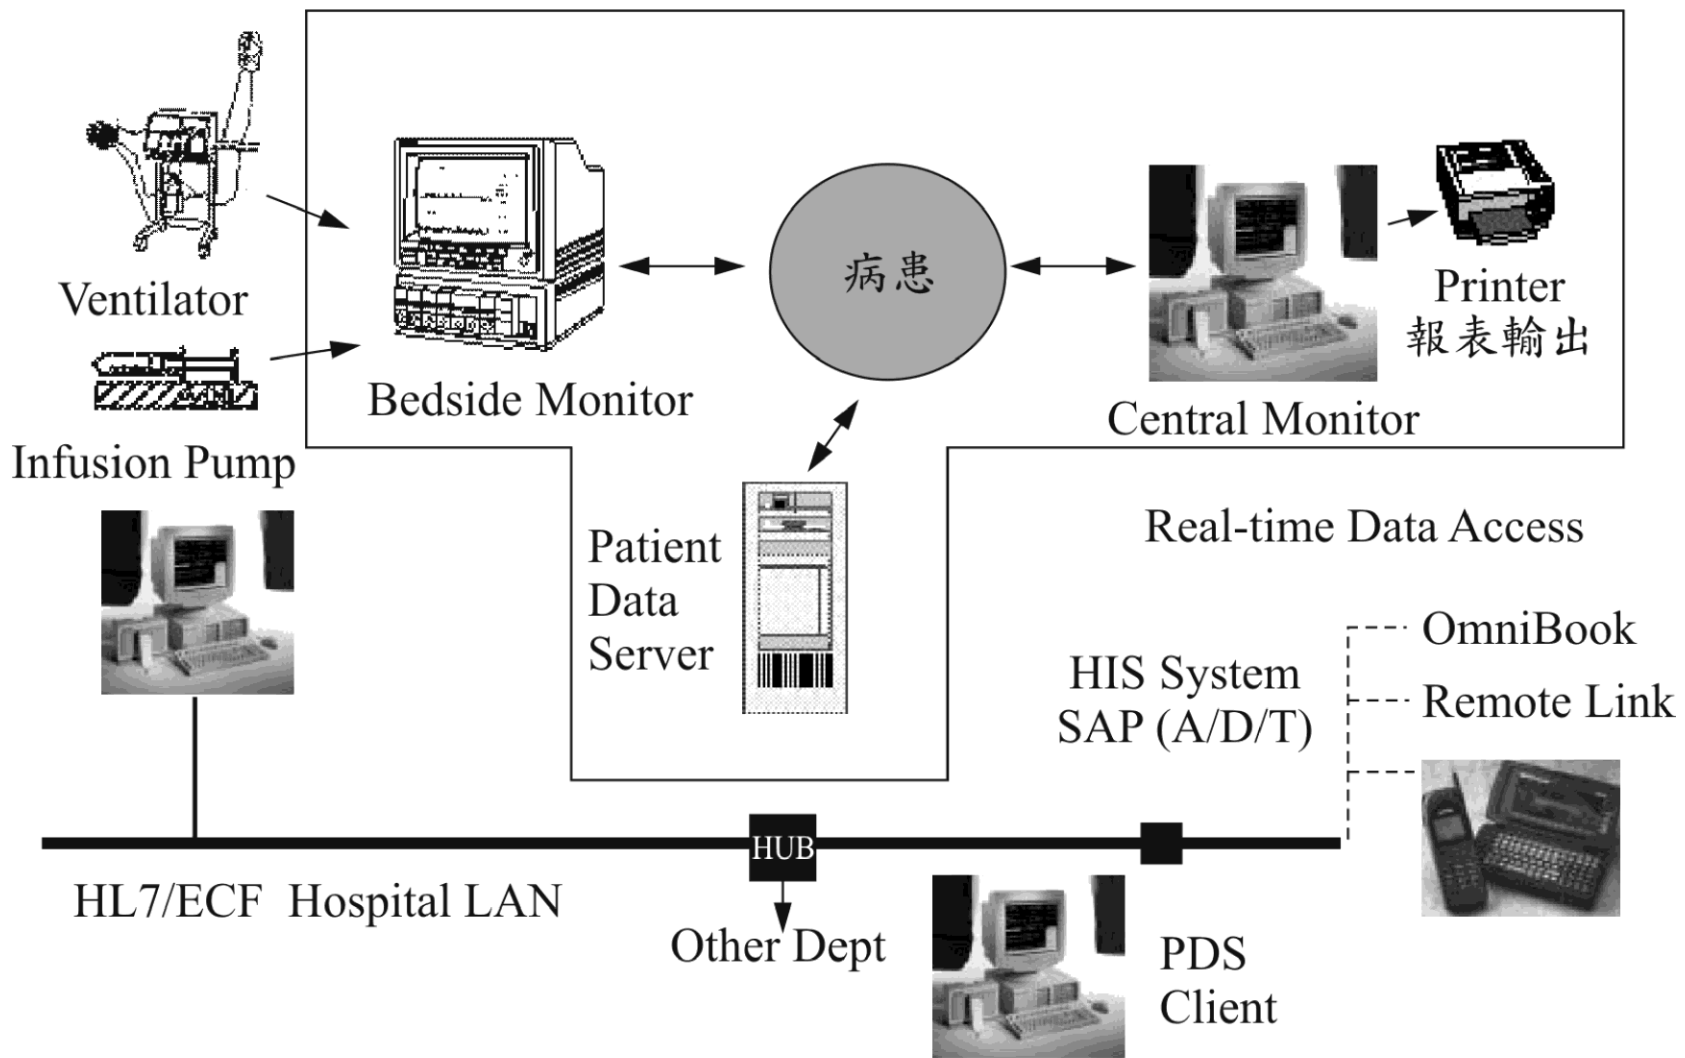 Ventilator
Infusion Pump
Bedside Monitor
病患
Central Monitor
Printer
報表輸出
Patient
Data
Server
Real-time Data Access
HIS System
SAP (A/D/T)
OmniBook
Remote Link
HUB
HL7/ECF Hospital LAN
Other Dept
PDS
Client